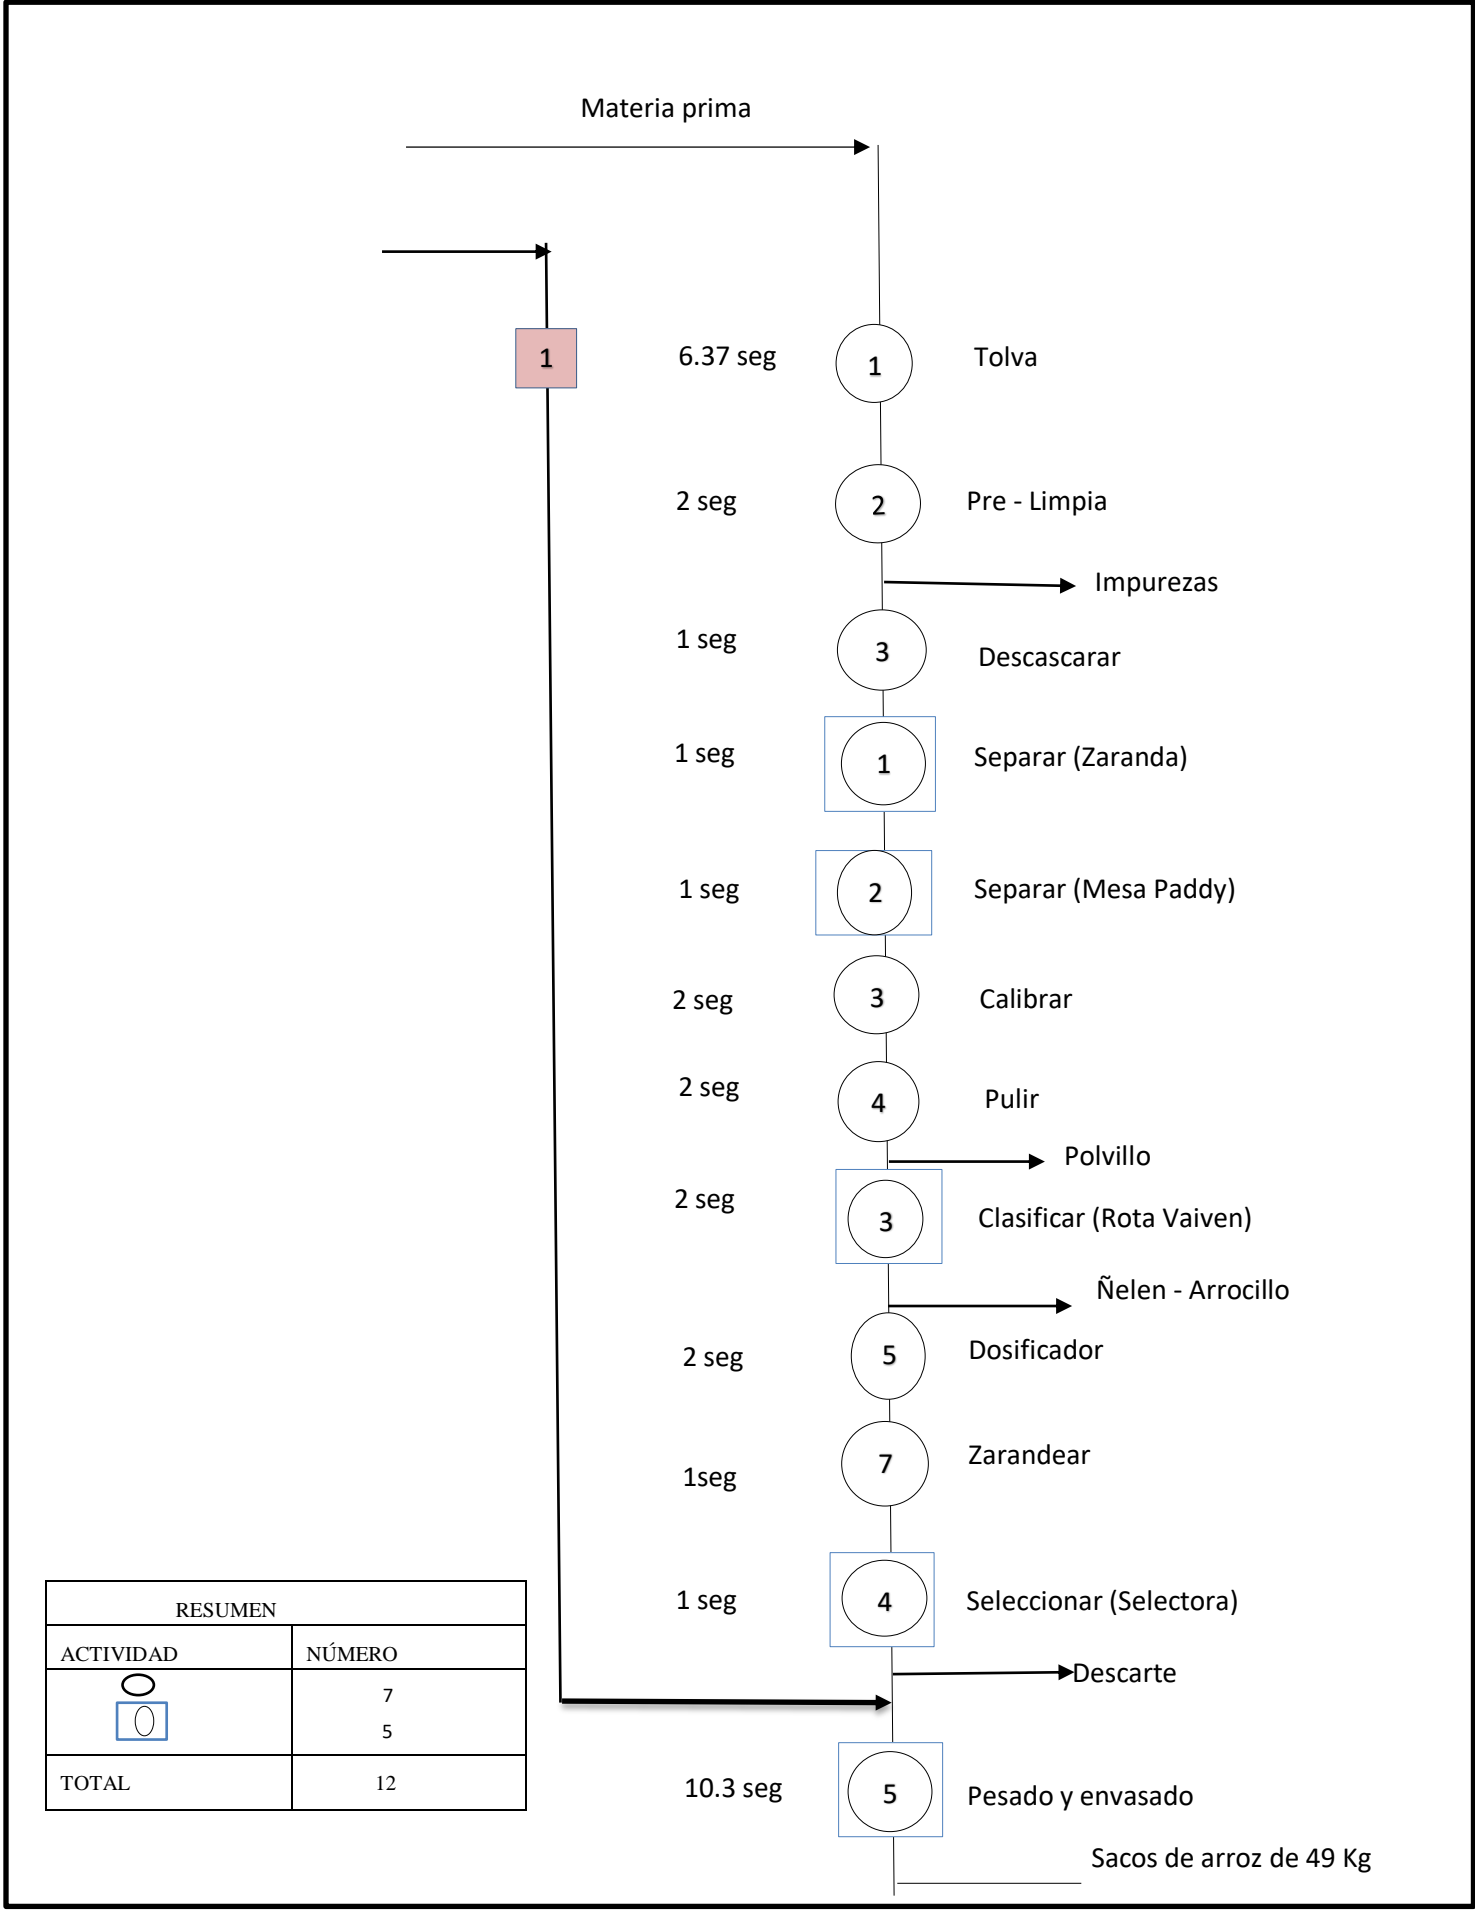 Materia prima
1
6.37 seg
1
Tolva
2 seg
2
Pre - Limpia
Impurezas
1 seg
3
Descascarar
1 seg
1
Separar (Zaranda)
1 seg
2
Separar (Mesa Paddy)
2 seg
3
Calibrar
2 seg
4
Pulir
Polvillo
2 seg
3
Clasificar (Rota Vaiven)
Ñelen - Arrocillo
2 seg
5
Dosificador
1seg
7
Zarandear
1 seg
4
Seleccionar (Selectora)
Descarte
10.3 seg
5
Pesado y envasado
Sacos de arroz de 49 Kg
RESUMEN
ACTIVIDAD NÚMERO
7
5
TOTAL 12